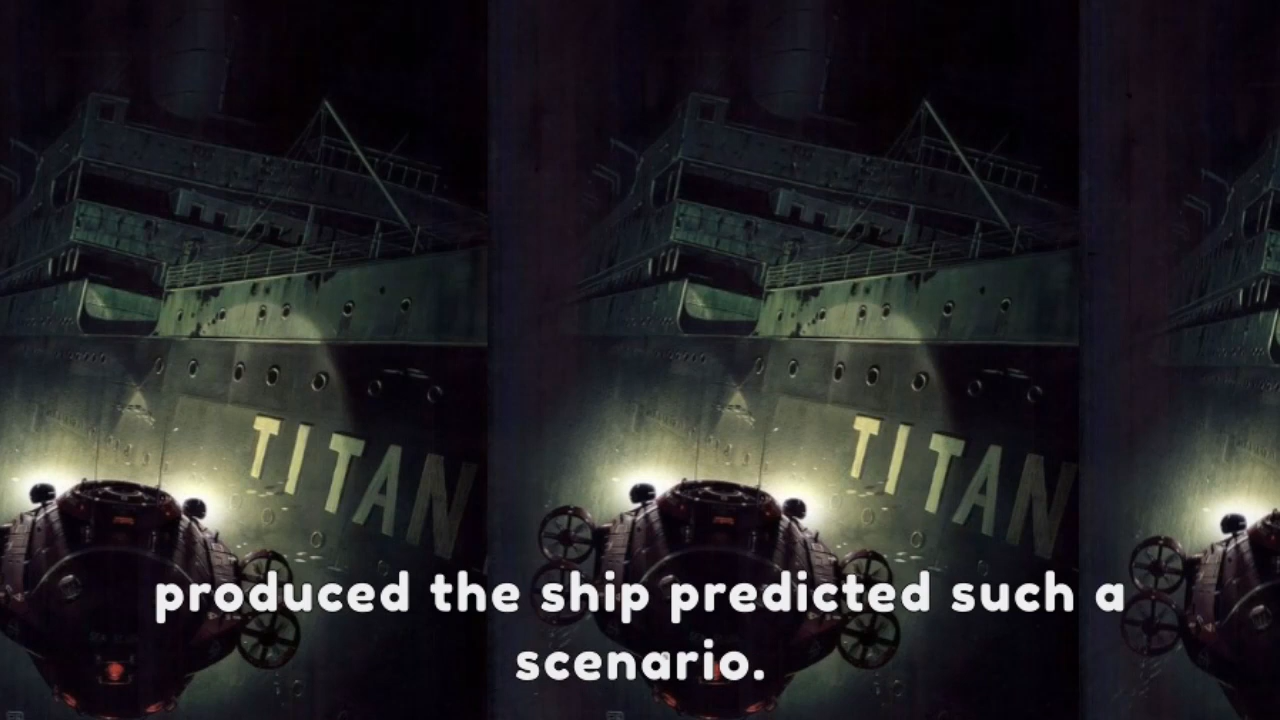 TITAN TITAN
produced the ship predicted such a
scenario.